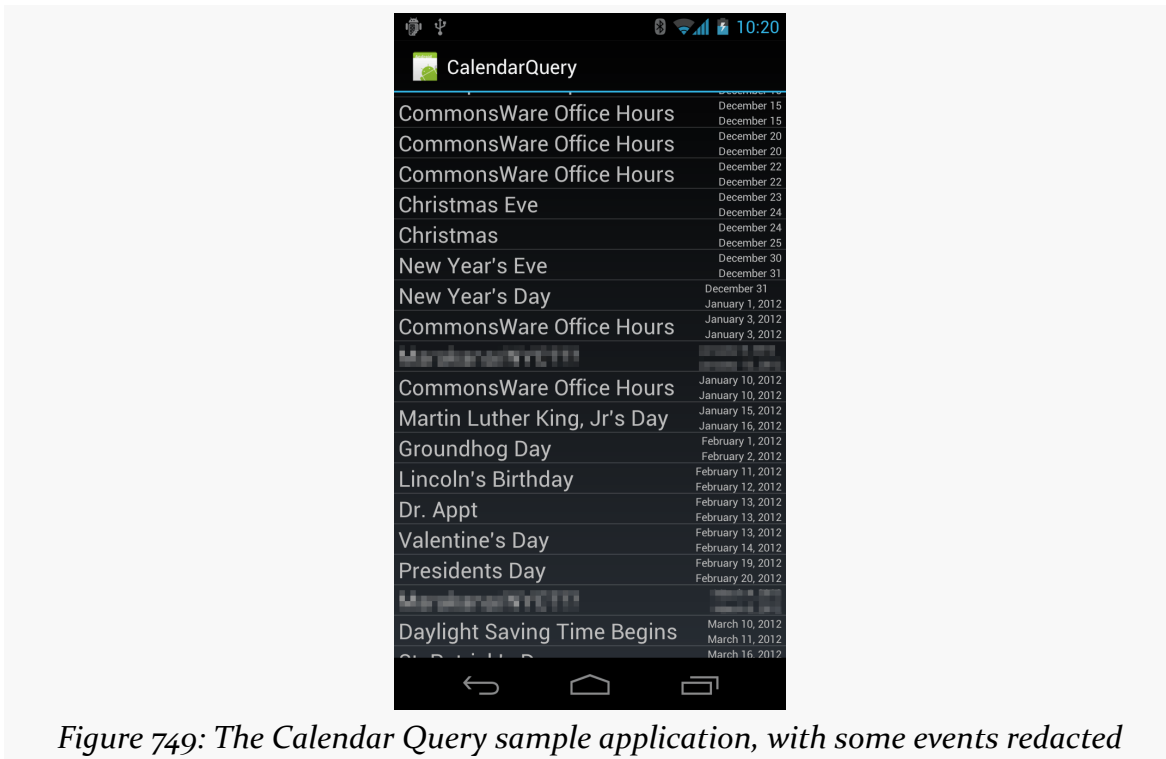 10:20
CalendarQuery
CommonsWare Office Hours
December 15
December 15
CommonsWare Office Hours
December 20
December 20
CommonsWare Office Hours
December 22
December 22
Christmas Eve
December 23
December 24
Christmas
December 24
December 25
New Year's Eve
December 30
December 31
New Year's Day
December 31
January 1, 2012
CommonsWare Office Hours
January 3, 2012
January 3, 2012
CommonsWare Office Hours
January 10, 2012
January 10, 2012
Martin Luther King, Jr's Day
January 15, 2012
January 16, 2012
Groundhog Day
February 1, 2012
February 2, 2012
Lincoln's Birthday
February 11, 2012
February 12, 2012
Dr. Appt
February 13, 2012
February 13, 2012
Valentine's Day
February 13, 2012
February 14, 2012
Presidents Day
February 19, 2012
February 20, 2012
Daylight Saving Time Begins
March 10, 2012
March 11, 2012
March 16, 2012
Figure 749: The Calendar Query sample application, with some events redacted